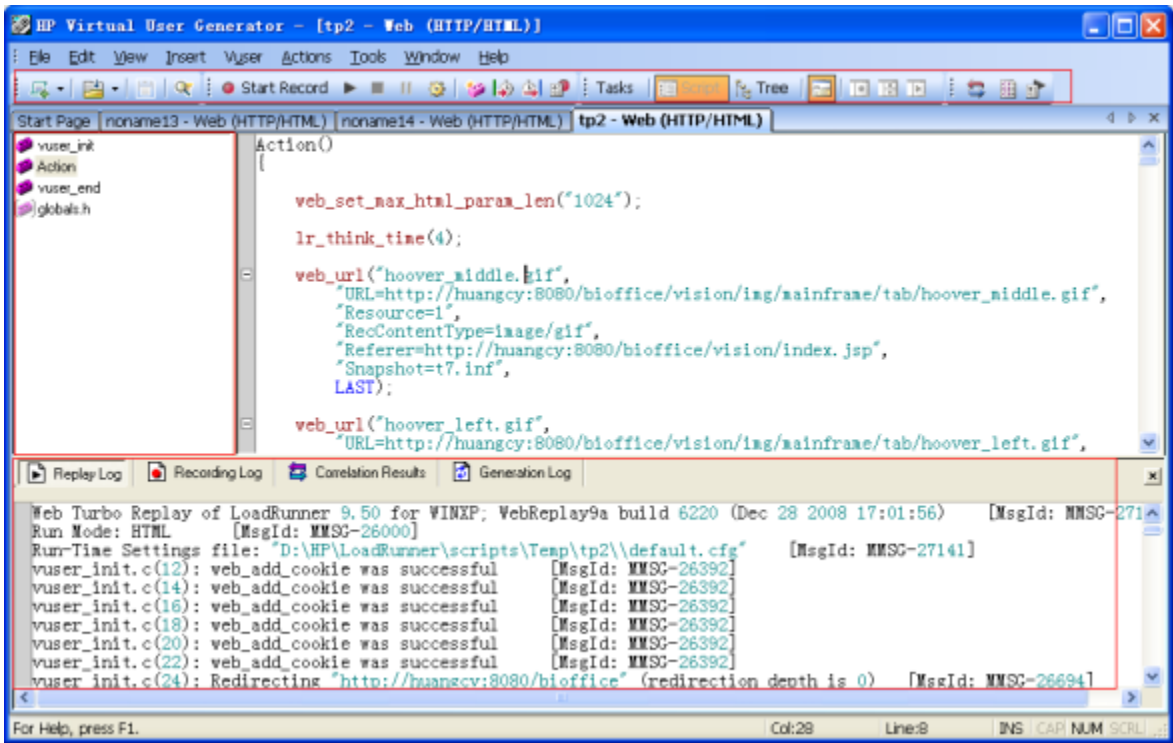 HP Virtual User Generator - [tp2 - Web (HTTP/HTML)]
File Edit View Insert Vuser Actions Tools Window Help
Start Record Tasks Script Tree
Start Page noname13 - Web (HTTP/HTML) noname14 - Web (HTTP/HTML) tp2 - Web (HTTP/HTML)
vuser_init
Action
vuser_end
globals.h
Action()
{
web_set_max_html_param_len("1024");
lr_think_time(4);
web_url("hoover_middle.gif",
"URL=http://huangcy:8080/bioffice/vision/img/mainframe/tab/hoover_middle.gif",
"Resource=1",
"RecContentType=image/gif",
"Referer=http://huangcy:8080/bioffice/vision/index.jsp",
"Snapshot=t7.inf",
LAST);
web_url("hoover_left.gif",
"URL=http://huangcy:8080/bioffice/vision/img/mainframe/tab/hoover_left.gif",
Replay Log Recording Log Correlation Results Generation Log
Web Turbo Replay of LoadRunner 9.50 for WINXP; WebReplay9a build 6220 (Dec 28 2008 17:01:56) [MsgId: MMSG-271
Run Mode: HTML [MsgId: MMSG-26000]
Run-Time Settings file: "D:\HP\LoadRunner\scripts\Temp\tp2\\default.cfg" [MsgId: MMSG-27141]
vuser_init.c(12): web_add_cookie was successful [MsgId: MMSG-26392]
vuser_init.c(14): web_add_cookie was successful [MsgId: MMSG-26392]
vuser_init.c(16): web_add_cookie was successful [MsgId: MMSG-26392]
vuser_init.c(18): web_add_cookie was successful [MsgId: MMSG-26392]
vuser_init.c(20): web_add_cookie was successful [MsgId: MMSG-26392]
vuser_init.c(22): web_add_cookie was successful [MsgId: MMSG-26392]
vuser_init.c(24): Redirecting "http://huangcy:8080/bioffice" (redirection depth is 0) [MsgId: MMSG-26694]
For Help, press F1. Col:28 Line:8 INS CAP NUM SCRL